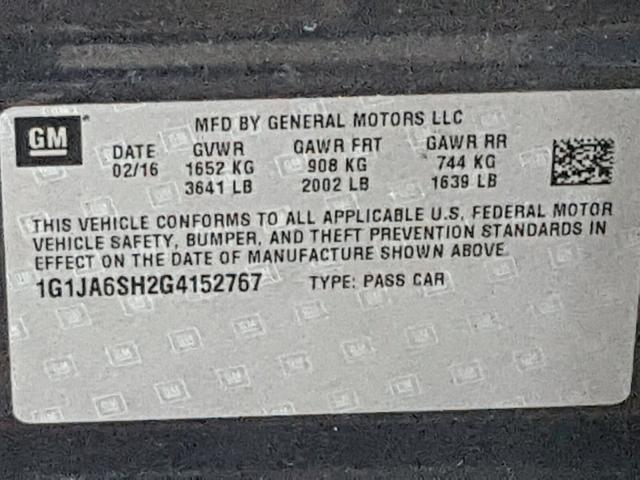 GM
MFD BY GENERAL MOTORS LLC
DATE GVWR GAWR FRT GAWR RR
02/16 1652 KG 908 KG 744 KG
3641 LB 2002 LB 1639 LB
THIS VEHICLE CONFORMS TO ALL APPLICABLE U.S. FEDERAL MOTOR
VEHICLE SAFETY, BUMPER, AND THEFT PREVENTION STANDARDS IN
EFFECT ON THE DATE OF MANUFACTURE SHOWN ABOVE
1G1JA6SH2G4152767 TYPE: PASS CAR